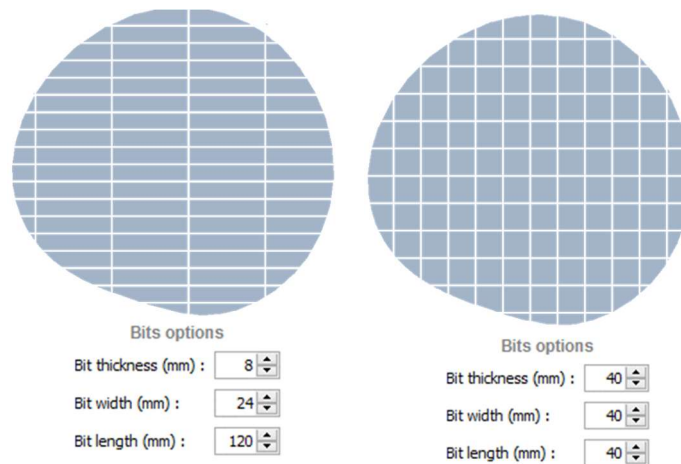 Bits options
Bit thickness (mm) : 8
Bit width (mm) : 24
Bit length (mm) : 120
Bits options
Bit thickness (mm) : 40
Bit width (mm) : 40
Bit length (mm) : 40